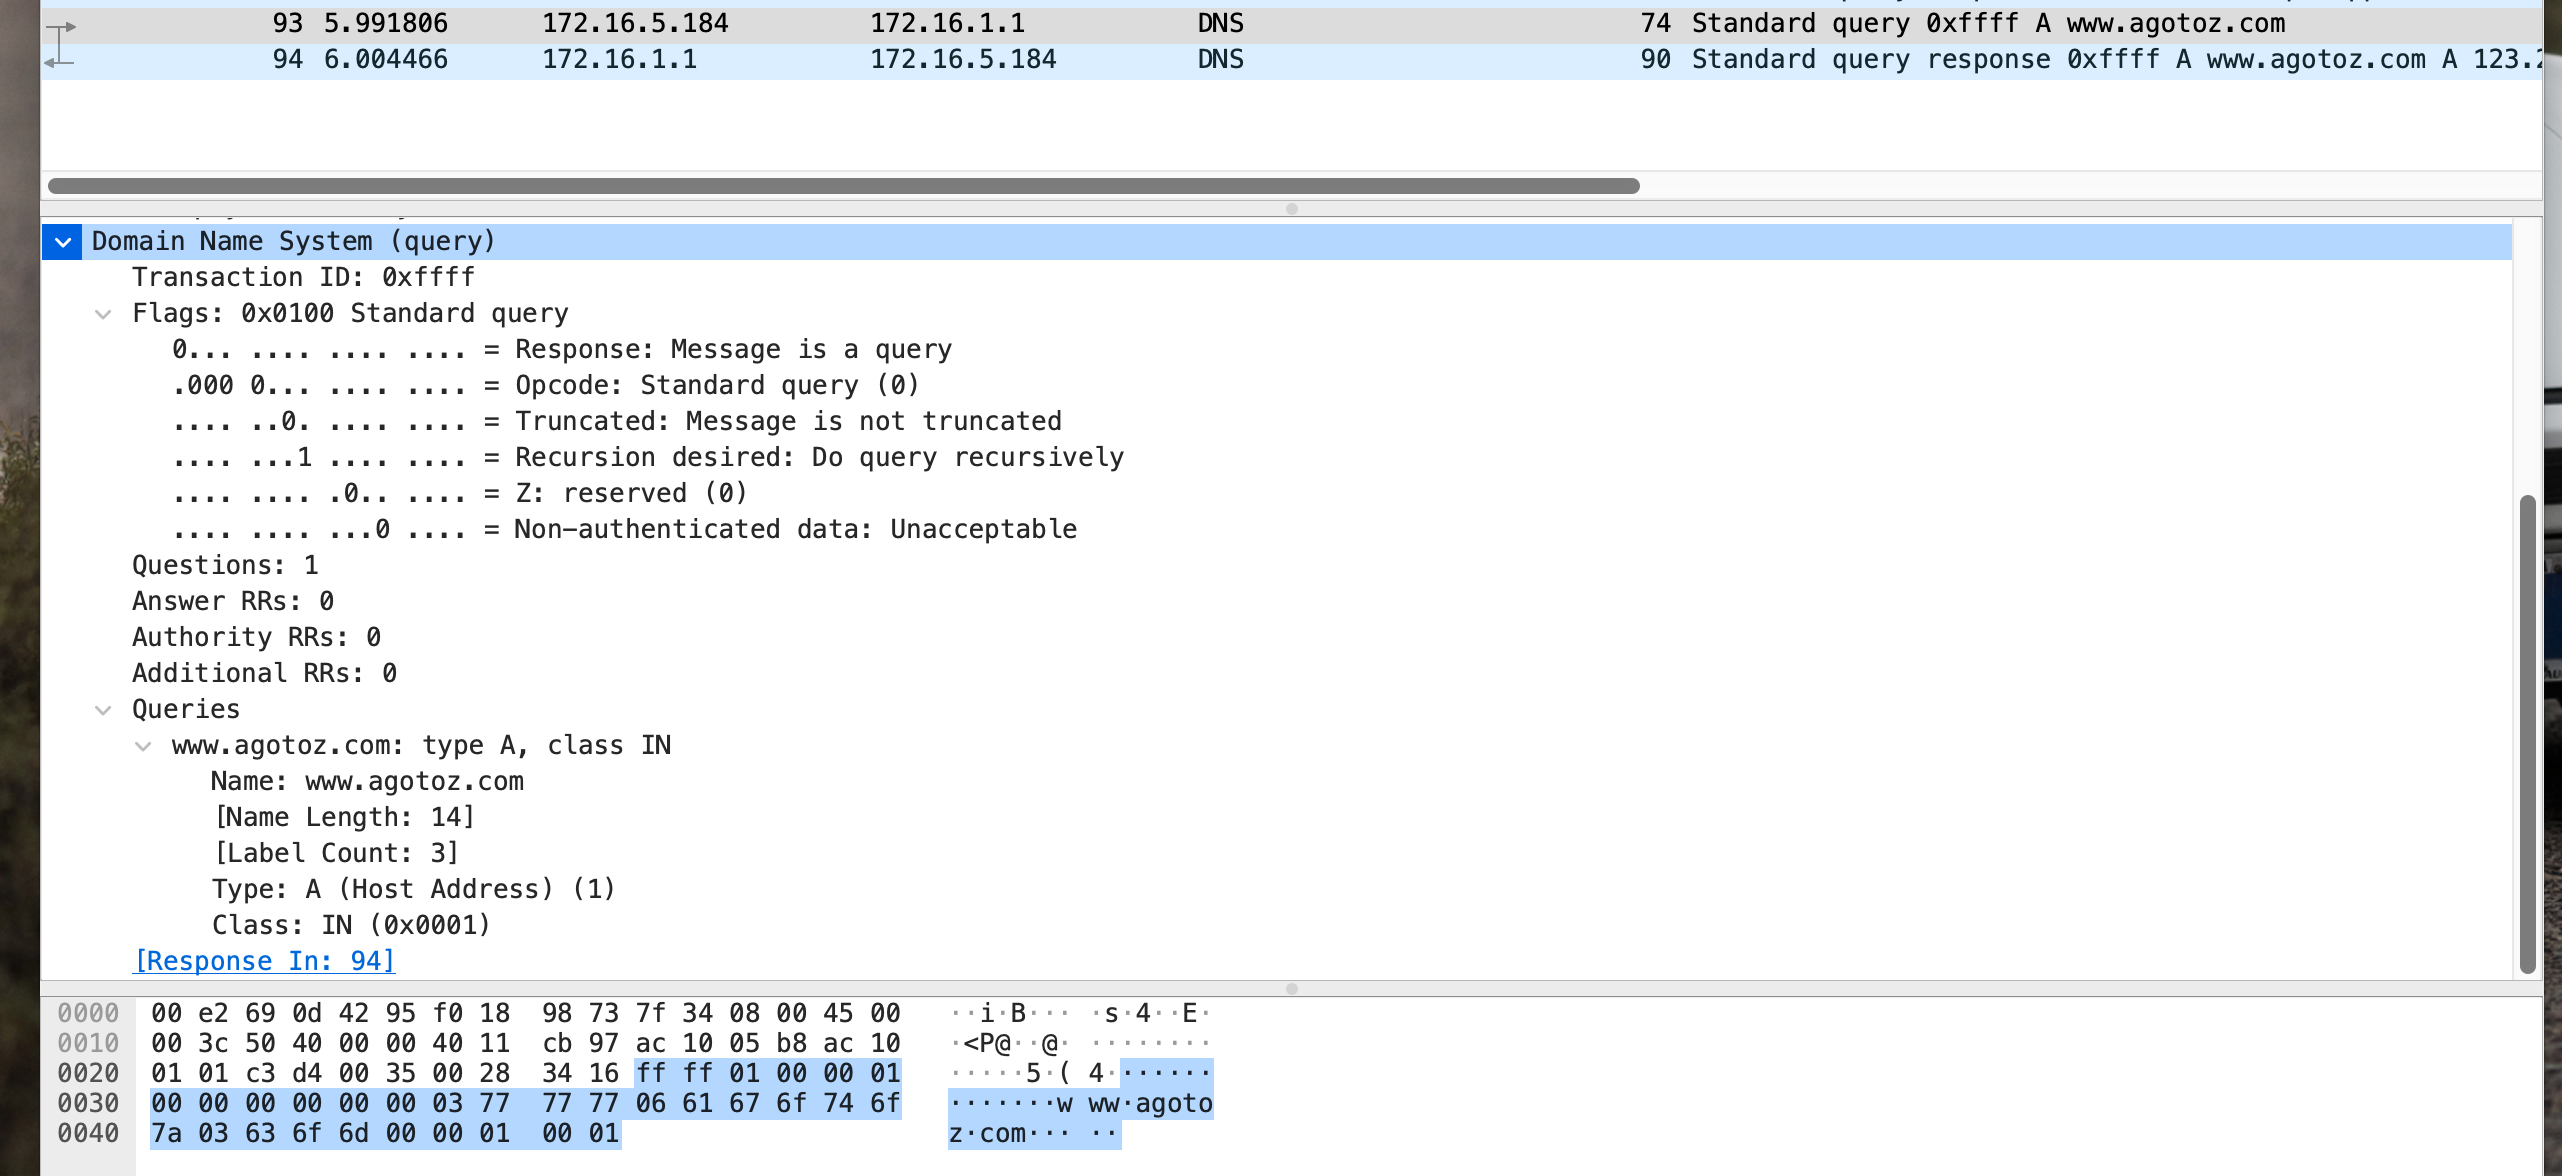 93 5.991806 172.16.5.184 172.16.1.1 DNS 74 Standard query 0xffff A www.agotoz.com
94 6.004466 172.16.1.1 172.16.5.184 DNS 90 Standard query response 0xffff A www.agotoz.com A 123.2
Domain Name System (query)
Transaction ID: 0xffff
Flags: 0x0100 Standard query
0... .... .... .... = Response: Message is a query
.000 0... .... .... = Opcode: Standard query (0)
.... ..0. .... .... = Truncated: Message is not truncated
.... ...1 .... .... = Recursion desired: Do query recursively
.... .... .0.. .... = Z: reserved (0)
.... .... ...0 .... = Non-authenticated data: Unacceptable
Questions: 1
Answer RRs: 0
Authority RRs: 0
Additional RRs: 0
Queries
www.agotoz.com: type A, class IN
Name: www.agotoz.com
[Name Length: 14]
[Label Count: 3]
Type: A (Host Address) (1)
Class: IN (0x0001)
[Response In: 94]
0000 00 e2 69 0d 42 95 f0 18 98 73 7f 34 08 00 45 00 ··i·B··· ·s·4··E·
0010 00 3c 50 40 00 00 40 11 cb 97 ac 10 05 b8 ac 10 ·<P@··@· ········
0020 01 01 c3 d4 00 35 00 28 34 16 ff ff 01 00 00 01 ·····5·( 4·······
0030 00 00 00 00 00 00 03 77 77 77 06 61 67 6f 74 6f ·······w ww·agoto
0040 7a 03 63 6f 6d 00 00 01 00 01 z·com··· ··